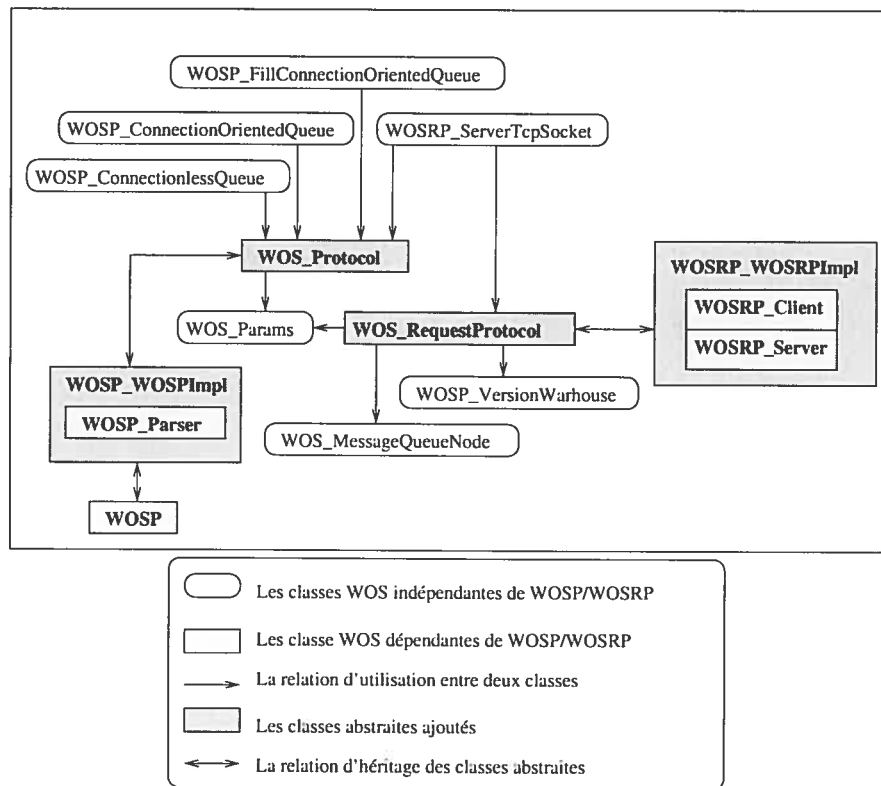 WOSP_FillConnectionOrientedQueue
WOSP_ConnectionOrientedQueue
WOSRP_ServerTcpSocket
WOSP_ConnectionlessQueue
WOS_Protocol
WOSRP_WOSRPImpl
WOSRP_Client
WOS_Params
WOS_RequestProtocol
WOSRP_Server
WOSP_WOSPImpl
WOSP_VersionWarhouse
WOSP_Parser
WOS_MessageQueueNode
WOSP
Les classes WOS indépendantes de WOSP/WOSRP
Les classe WOS dépendantes de WOSP/WOSRP
La relation d'utilisation entre deux classes
Les classes abstraites ajoutés
La relation d'héritage des classes abstraites